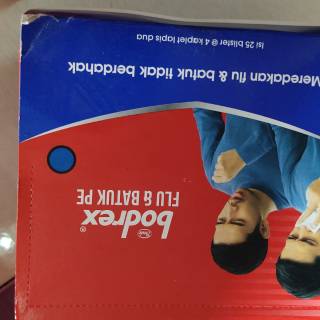 bodrex®
FLU & BATUK PE
Meredakan flu & batuk tidak berdahak
Isi 25 blister @ 4 kaplet lapis dua